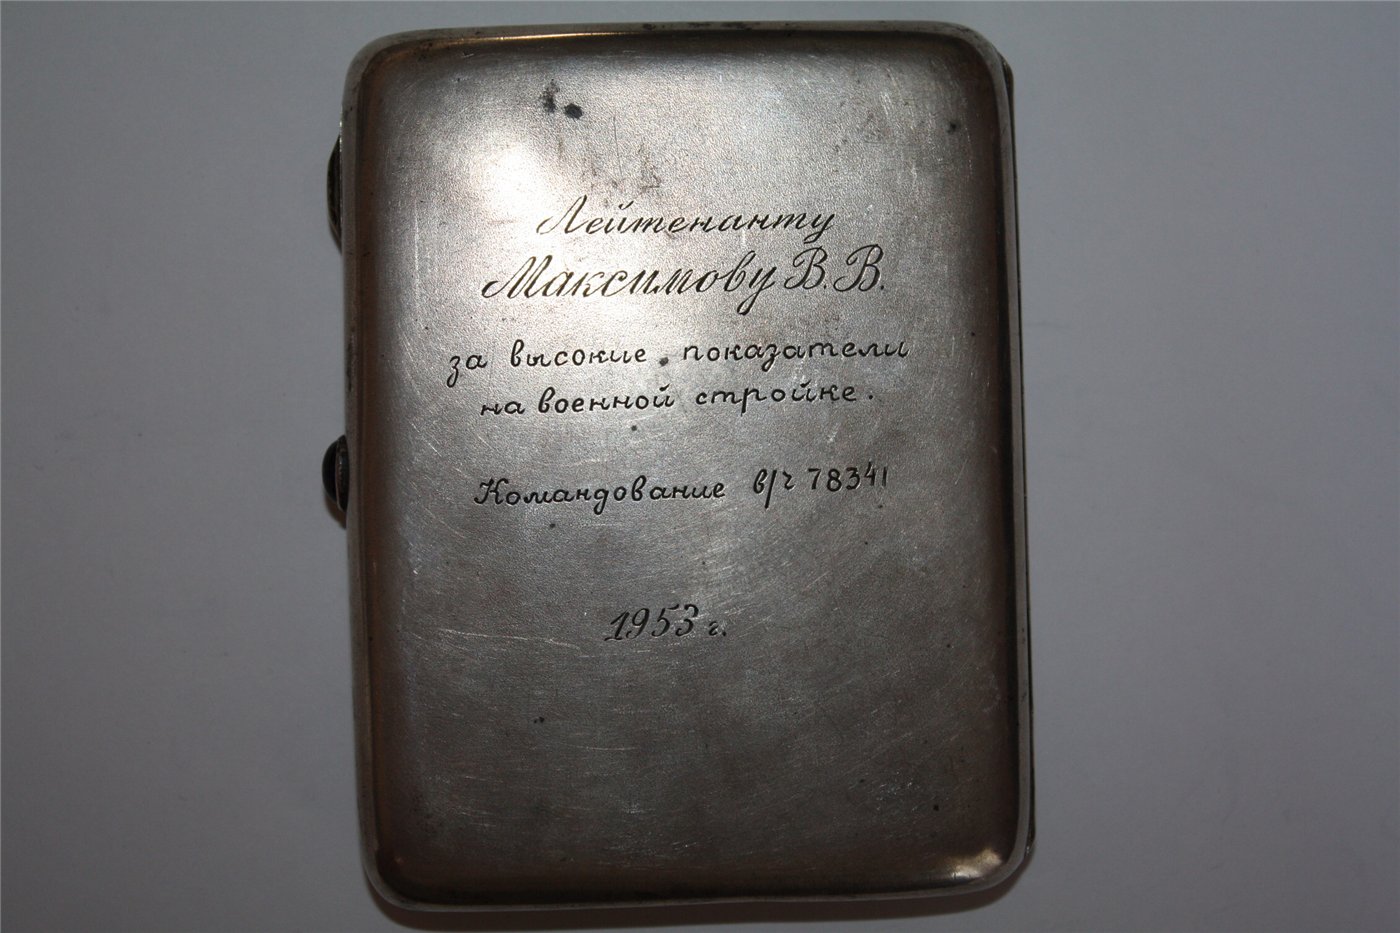 Лейтенанту
Максимову В. В.
за высокие показатели
на военной стройке.
Командование в/ч 78341
1953 г.